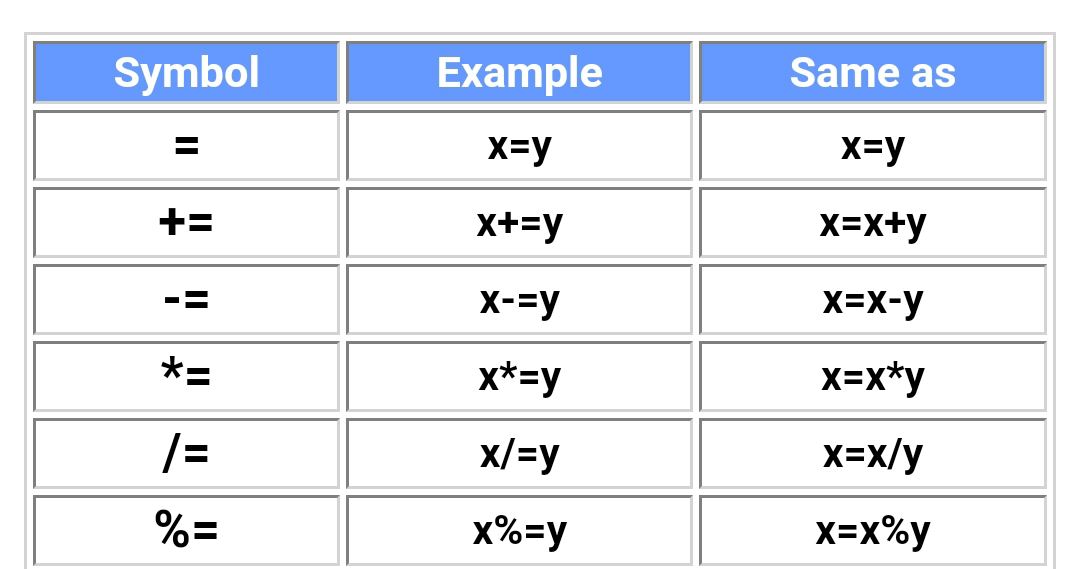 Symbol Example Same as
= x=y x=y
+= x+=y x=x+y
-= x-=y x=x-y
*= x*=y x=x*y
/= x/=y x=x/y
%= x%=y x=x%y